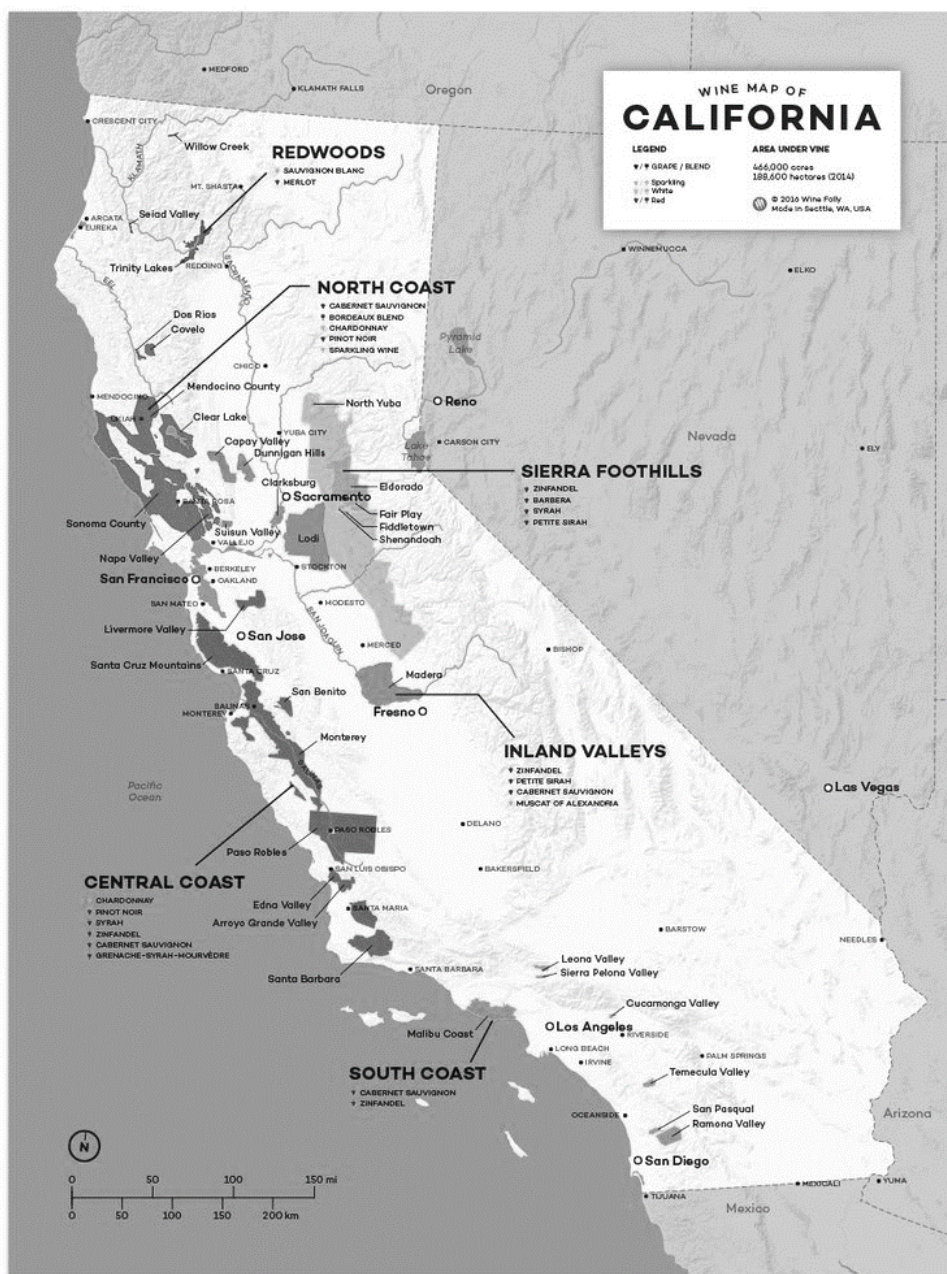 MEDFORD
KLAMATH FALLS
Oregon
WINE MAP OF
CALIFORNIA
LEGEND
GRAPE / BLEND
Sparkling
White
Red
AREA UNDER VINE
466,000 acres
188,600 hectares (2014)
© 2016 Wine Folly
Made in Seattle, WA, USA
CRESCENT CITY
KLAMATH
Willow Creek
REDWOODS
SAUVIGNON BLANC
MERLOT
MT. SHASTA
Seiad Valley
ARCATA
EUREKA
Trinity Lakes
REDDING
SACRAMENTO
EEL
WINNEMUCCA
ELKO
NORTH COAST
CABERNET SAUVIGNON
BORDEAUX BLEND
CHARDONNAY
PINOT NOIR
SPARKLING WINE
Dos Rios
Covelo
Pyramid
Lake
CHICO
MENDOCINO
Mendocino County
UKIAH
Clear Lake
North Yuba
Reno
YUBA CITY
Capay Valley
Dunnigan Hills
Lake
Tahoe
CARSON CITY
Nevada
ELY
SIERRA FOOTHILLS
ZINFANDEL
BARBERA
SYRAH
PETITE SIRAH
Clarksburg
Sacramento
Eldorado
Fair Play
Fiddletown
Shenandoah
SANTA ROSA
Sonoma County
Suisun Valley
VALLEJO
Lodi
Napa Valley
STOCKTON
BERKELEY
San Francisco
OAKLAND
SAN MATEO
MODESTO
SAN JOAQUIN
Livermore Valley
San Jose
MERCED
BISHOP
Santa Cruz Mountains
SANTA CRUZ
Madera
San Benito
SALINAS
MONTEREY
Fresno
Monterey
SALINAS
INLAND VALLEYS
ZINFANDEL
PETITE SIRAH
CABERNET SAUVIGNON
MUSCAT OF ALEXANDRIA
Pacific
Ocean
Las Vegas
PASO ROBLES
Paso Robles
DELANO
SAN LUIS OBISPO
BAKERSFIELD
CENTRAL COAST
CHARDONNAY
PINOT NOIR
SYRAH
ZINFANDEL
CABERNET SAUVIGNON
GRENACHE-SYRAH-MOURVÈDRE
Edna Valley
Arroyo Grande Valley
SANTA MARIA
Santa Barbara
SANTA BARBARA
BARSTOW
NEEDLES
Leona Valley
Sierra Pelona Valley
Cucamonga Valley
Malibu Coast
Los Angeles
RIVERSIDE
LONG BEACH
IRVINE
PALM SPRINGS
SOUTH COAST
CABERNET SAUVIGNON
ZINFANDEL
Temecula Valley
OCEANSIDE
San Pasqual
Ramona Valley
Arizona
San Diego
TIJUANA
MEXICALI
YUMA
Mexico
N
0 50 100 150 mi
0 50 100 150 200 km